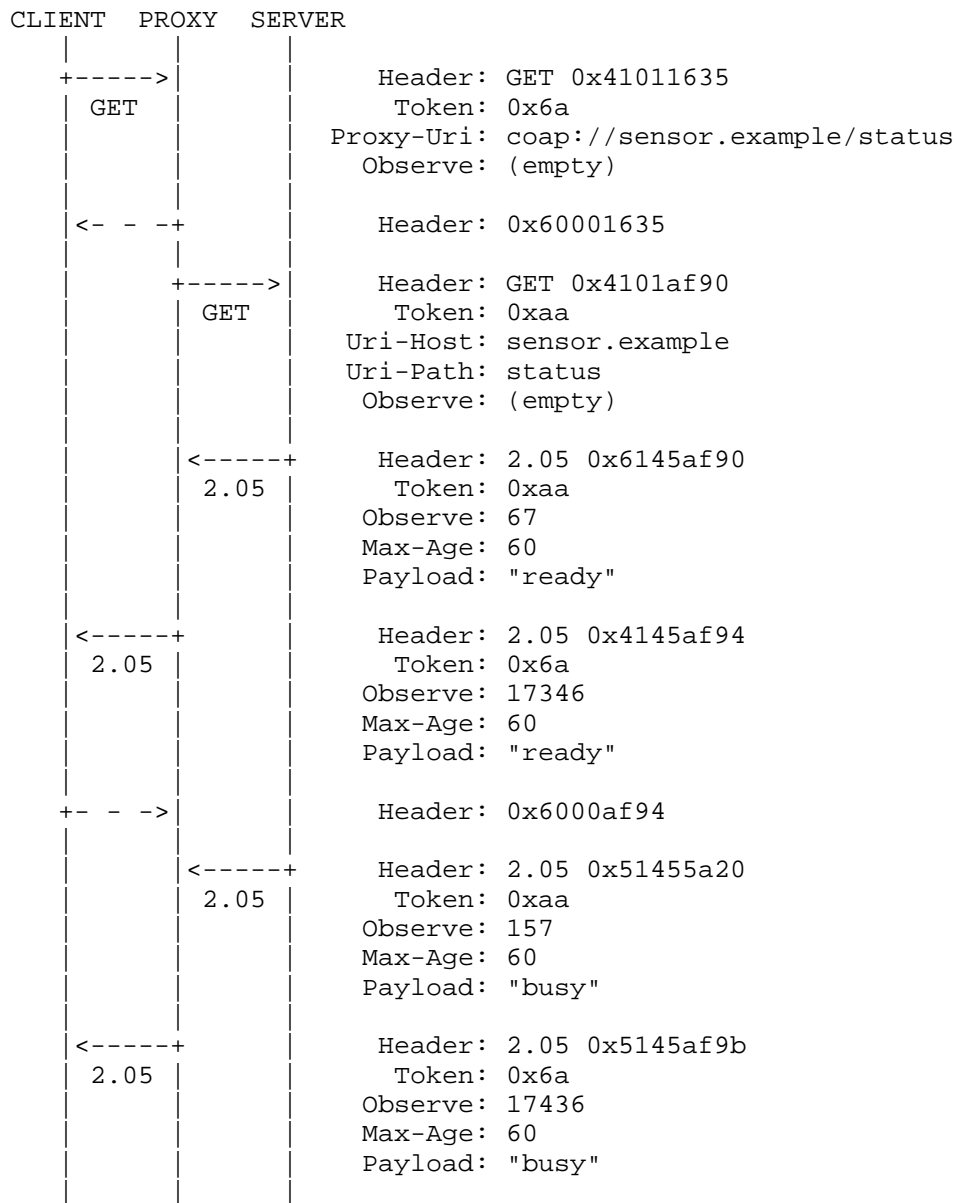 CLIENT  PROXY  SERVER
   |      |      |
   +----->|      |     Header: GET 0x41011635
   | GET  |      |      Token: 0x6a
   |      |      |  Proxy-Uri: coap://sensor.example/status
   |      |      |    Observe: (empty)
   |      |      |
   |<- - -+      |     Header: 0x60001635
   |      |      |
   |      +----->|     Header: GET 0x4101af90
   |      | GET  |      Token: 0xaa
   |      |      |   Uri-Host: sensor.example
   |      |      |   Uri-Path: status
   |      |      |    Observe: (empty)
   |      |      |
   |      |<-----+     Header: 2.05 0x6145af90
   |      | 2.05 |      Token: 0xaa
   |      |      |    Observe: 67
   |      |      |    Max-Age: 60
   |      |      |    Payload: "ready"
   |      |      |
   |<-----+      |     Header: 2.05 0x4145af94
   | 2.05 |      |      Token: 0x6a
   |      |      |    Observe: 17346
   |      |      |    Max-Age: 60
   |      |      |    Payload: "ready"
   |      |      |
   +- - ->|      |     Header: 0x6000af94
   |      |      |
   |      |<-----+     Header: 2.05 0x51455a20
   |      | 2.05 |      Token: 0xaa
   |      |      |    Observe: 157
   |      |      |    Max-Age: 60
   |      |      |    Payload: "busy"
   |      |      |
   |<-----+      |     Header: 2.05 0x5145af9b
   | 2.05 |      |      Token: 0x6a
   |      |      |    Observe: 17436
   |      |      |    Max-Age: 60
   |      |      |    Payload: "busy"
   |      |      |